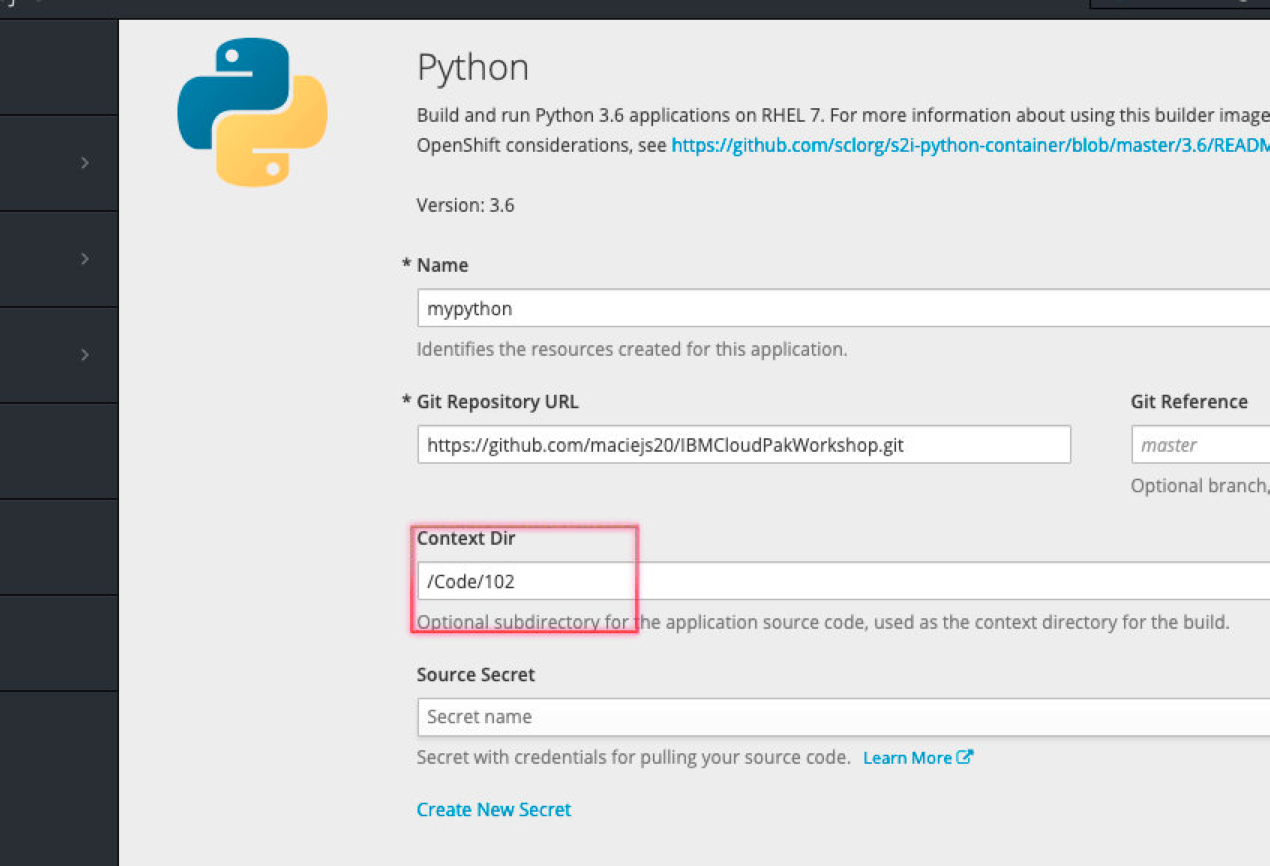 Python
Build and run Python 3.6 applications on RHEL 7. For more information about using this builder image
OpenShift considerations, see https://github.com/sclorg/s2i-python-container/blob/master/3.6/READM
Version: 3.6
* Name
mypython
Identifies the resources created for this application.
* Git Repository URL
Git Reference
https://github.com/maciejs20/IBMCloudPakWorkshop.git
master
Optional branch,
Context Dir
/Code/102
Optional subdirectory for the application source code, used as the context directory for the build.
Source Secret
Secret name
Secret with credentials for pulling your source code. Learn More
Create New Secret